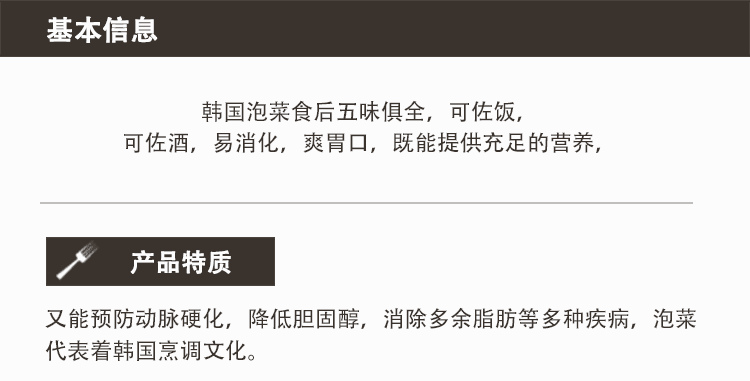 基本信息
韩国泡菜食后五味俱全，可佐饭，
可佐酒，易消化，爽胃口，既能提供充足的营养，
产品特质
又能预防动脉硬化，降低胆固醇，消除多余脂肪等多种疾病，泡菜
代表着韩国烹调文化。